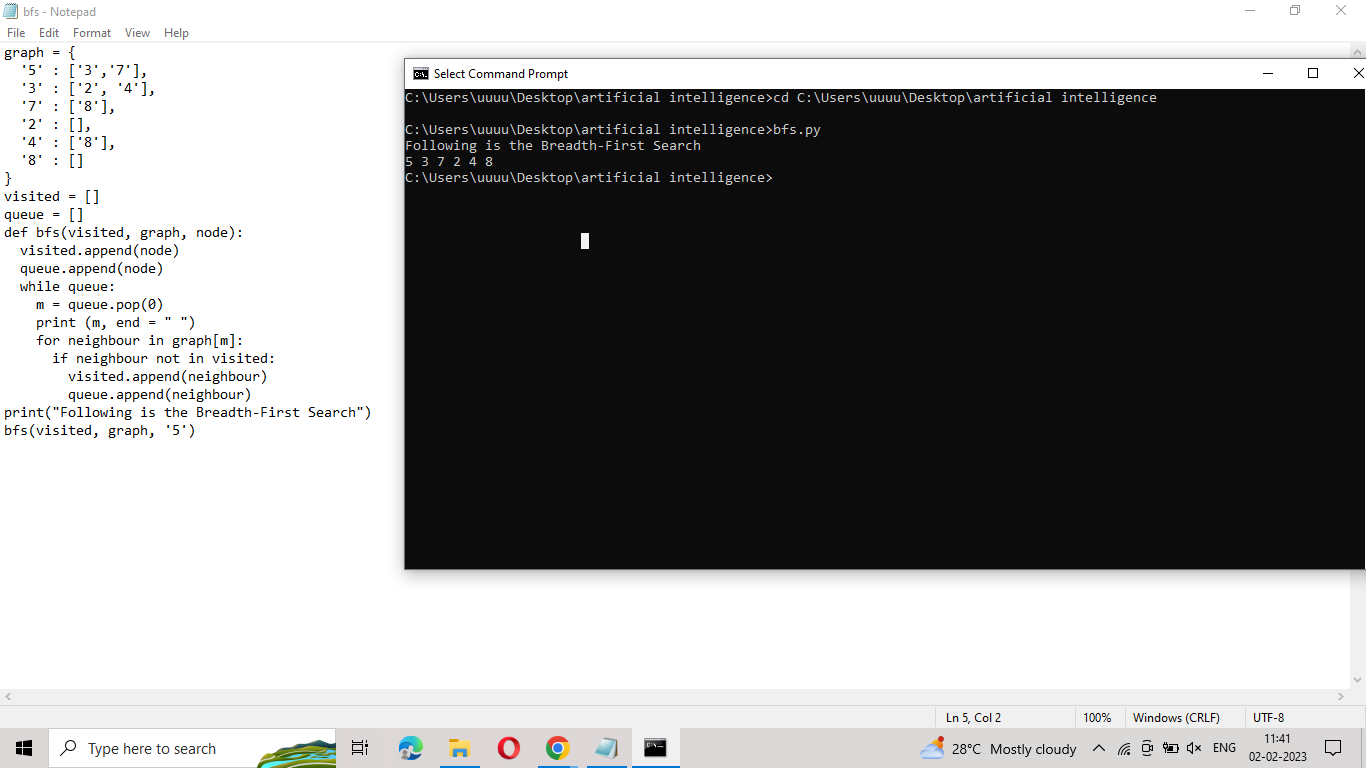 bfs - Notepad
File Edit Format View Help
graph = {
  '5' : ['3','7'],
  '3' : ['2', '4'],
  '7' : ['8'],
  '2' : [],
  '4' : ['8'],
  '8' : []
}
visited = []
queue = []
def bfs(visited, graph, node):
  visited.append(node)
  queue.append(node)
  while queue:
    m = queue.pop(0)
    print (m, end = " ")
    for neighbour in graph[m]:
      if neighbour not in visited:
        visited.append(neighbour)
        queue.append(neighbour)
print("Following is the Breadth-First Search")
bfs(visited, graph, '5')
Select Command Prompt
C:\Users\uuuu\Desktop\artificial intelligence>cd C:\Users\uuuu\Desktop\artificial intelligence
C:\Users\uuuu\Desktop\artificial intelligence>bfs.py
Following is the Breadth-First Search
5 3 7 2 4 8
C:\Users\uuuu\Desktop\artificial intelligence>
Ln 5, Col 2 100% Windows (CRLF) UTF-8
Type here to search
28°C Mostly cloudy
ENG
11:41
02-02-2023